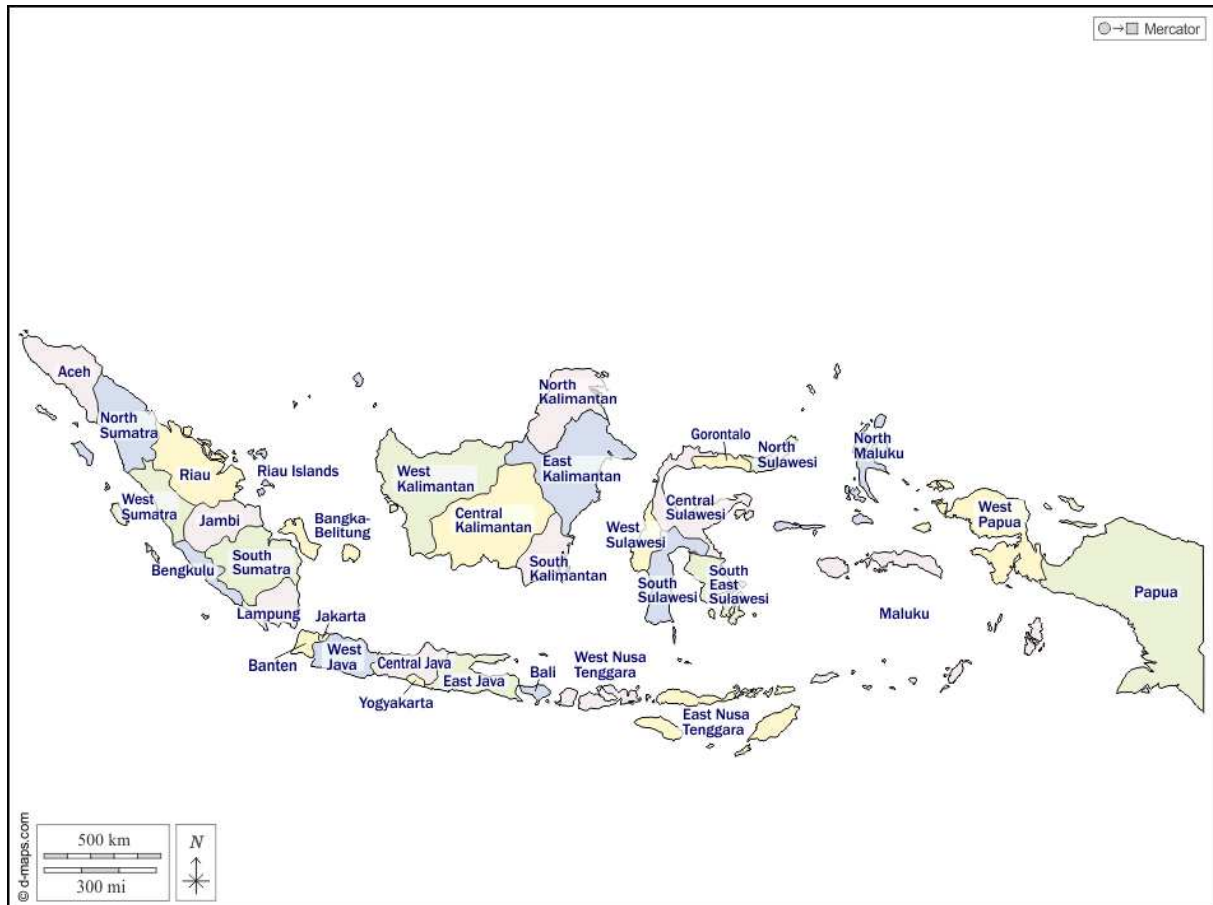 Mercator
Aceh
North
Sumatra
Riau
Riau Islands
West
Sumatra
Jambi
Bangka-
Belitung
South
Sumatra
Bengkulu
Lampung
Jakarta
Banten
West
Java
Central Java
Yogyakarta
East Java
Bali
West Nusa
Tenggara
East Nusa
Tenggara
North
Kalimantan
West
Kalimantan
East
Kalimantan
Central
Kalimantan
South
Kalimantan
Gorontalo
North
Sulawesi
Central
Sulawesi
West
Sulawesi
South
Sulawesi
South
East
Sulawesi
North
Maluku
Maluku
West
Papua
Papua
500 km
300 mi
N
© d-maps.com